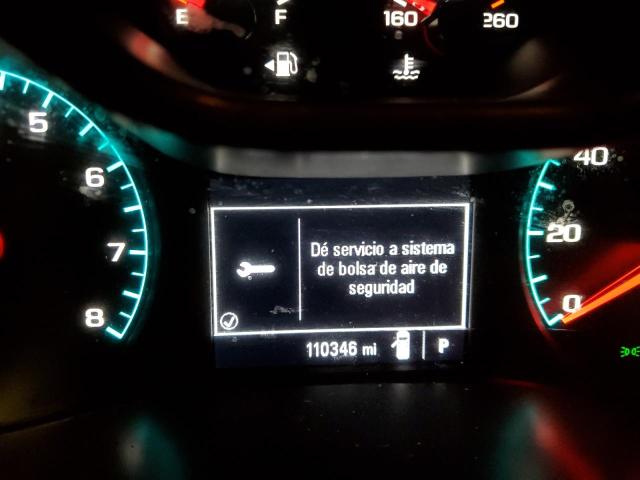 E F 160 260
5
6
7
8
40
20
0
Dé servicio a sistema
de bolsa de aire de
seguridad
110346 mi P